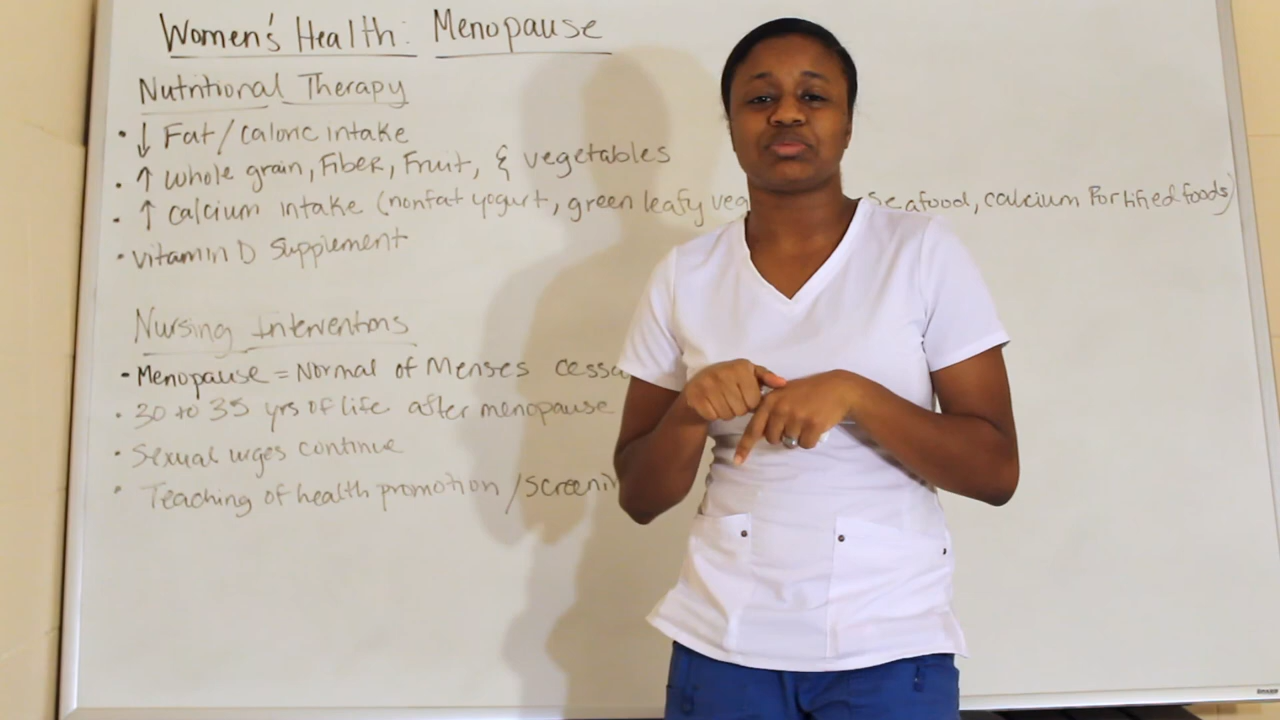 Women's Health: Menopause
Nutritional Therapy
• ↓ Fat/caloric intake
• ↑ whole grain, Fiber, Fruit, & vegetables
• ↑ calcium intake (nonfat yogurt, green leafy veg seafood, calcium Fortified foods)
• vitamin D supplement
Nursing Interventions
• Menopause = Normal of Menses cessa
• 30 to 35 yrs of life after menopause
• Sexual urges continue
• Teaching of health promotion / screeni